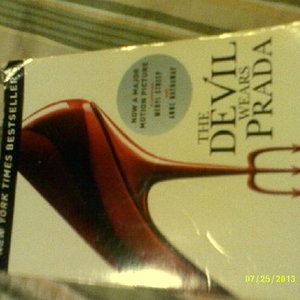 NEW YORK TIMES BESTSELLER
NOW A MAJOR
MOTION PICTURE
MERYL STREEP
ANNE HATHAWAY
THE
DEVIL
WEARS
PRADA
07/25/2013